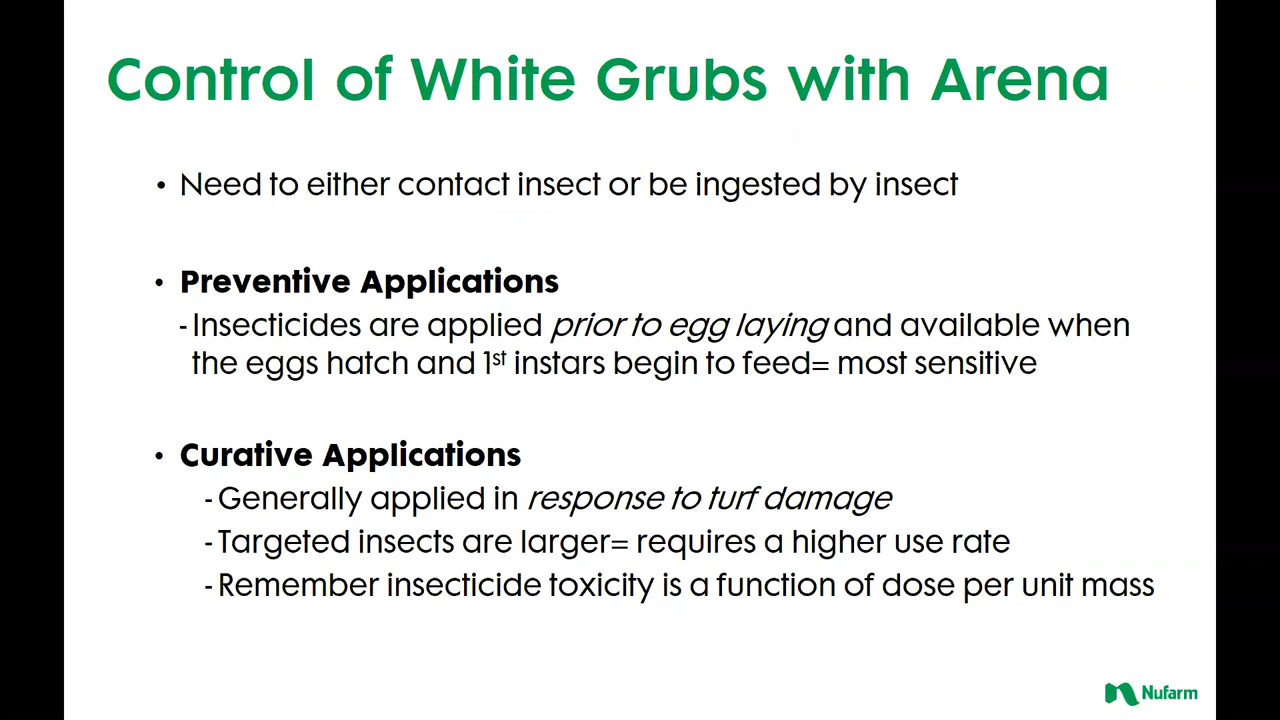 Control of White Grubs with Arena
• Need to either contact insect or be ingested by insect
• Preventive Applications
- Insecticides are applied prior to egg laying and available when
the eggs hatch and 1st instars begin to feed= most sensitive
• Curative Applications
- Generally applied in response to turf damage
- Targeted insects are larger= requires a higher use rate
- Remember insecticide toxicity is a function of dose per unit mass
Nufarm